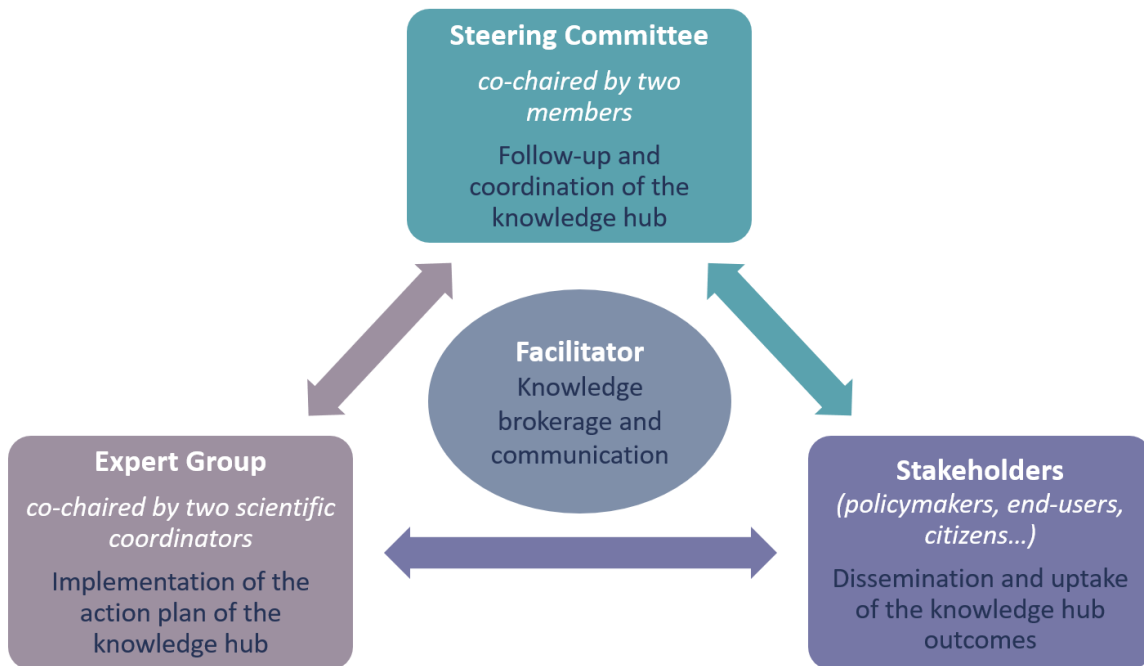 Steering Committee
co-chaired by two
members
Follow-up and
coordination of the
knowledge hub
Facilitator
Knowledge
brokerage and
communication
Expert Group
co-chaired by two scientific
coordinators
Implementation of the
action plan of the
knowledge hub
Stakeholders
(policymakers, end-users,
citizens...)
Dissemination and uptake
of the knowledge hub
outcomes